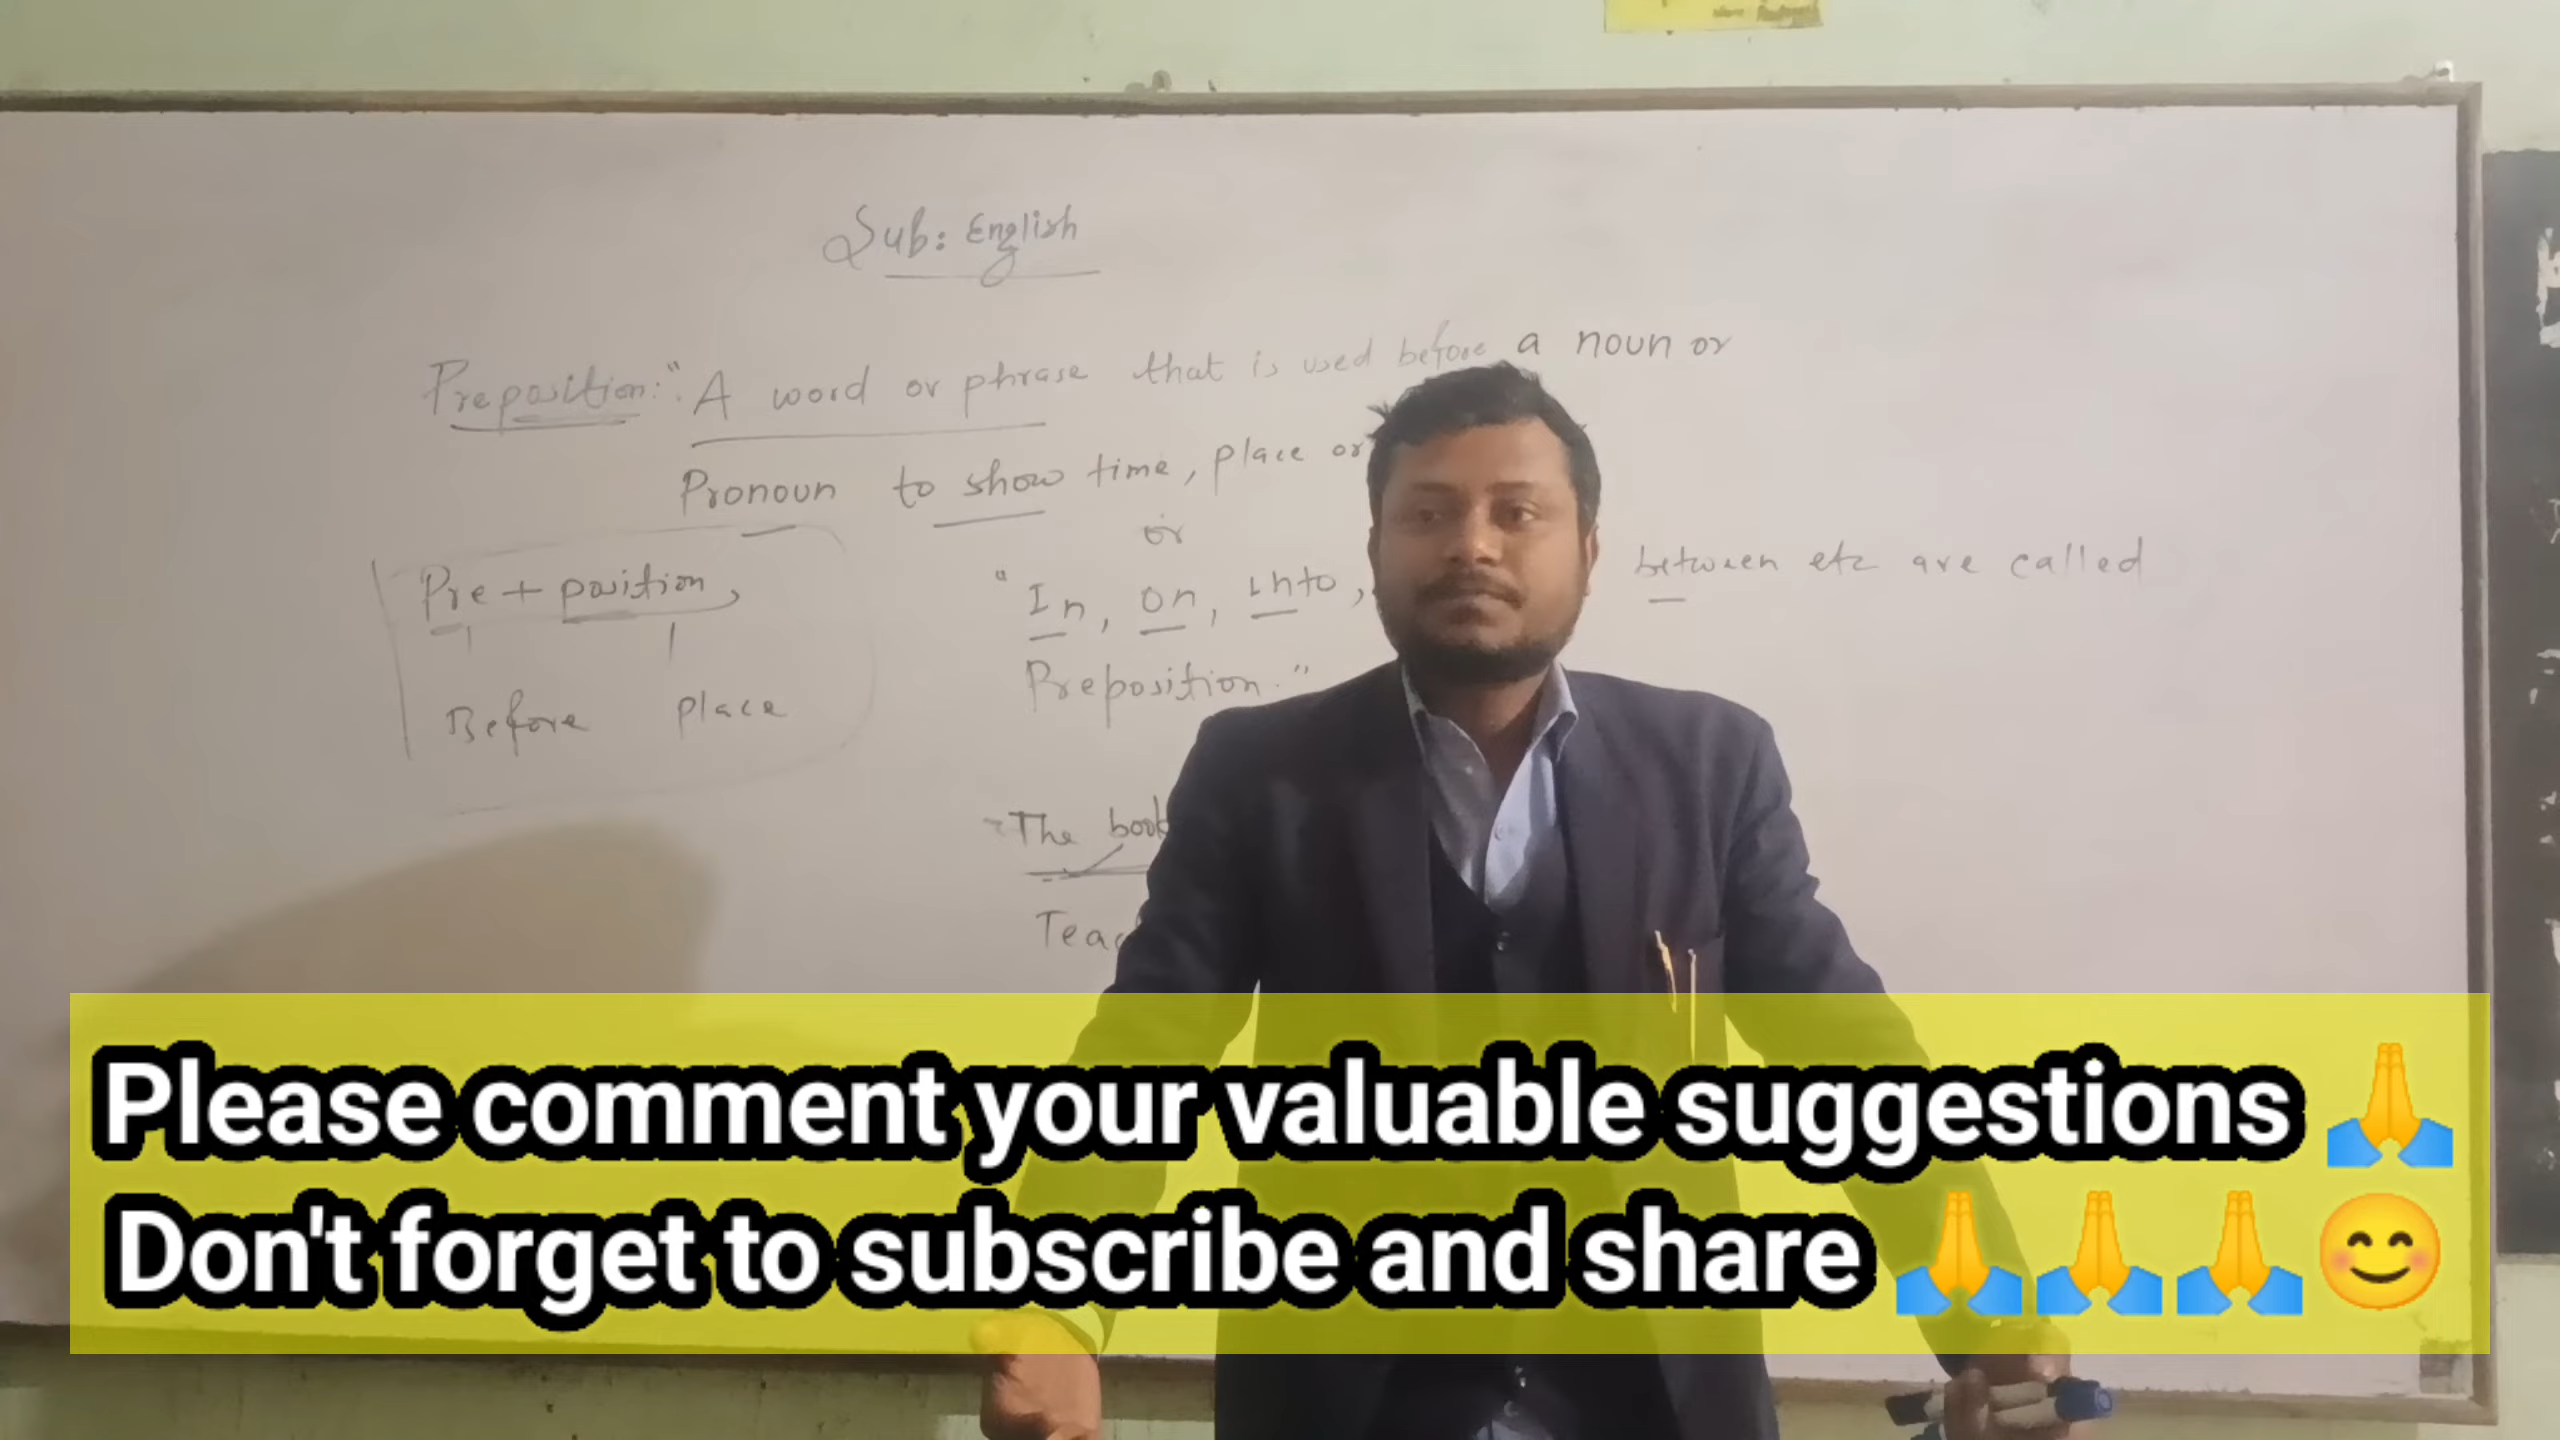 Sub: English
Preposition:- "A word or phrase that is used before a noun or
Pronoun to show time, place or
or
"In, on, into,
between etc are called
Preposition."
Pre + position,
Before place
The book
Please comment your valuable suggestions 🙏
Don't forget to subscribe and share 🙏🙏🙏😊